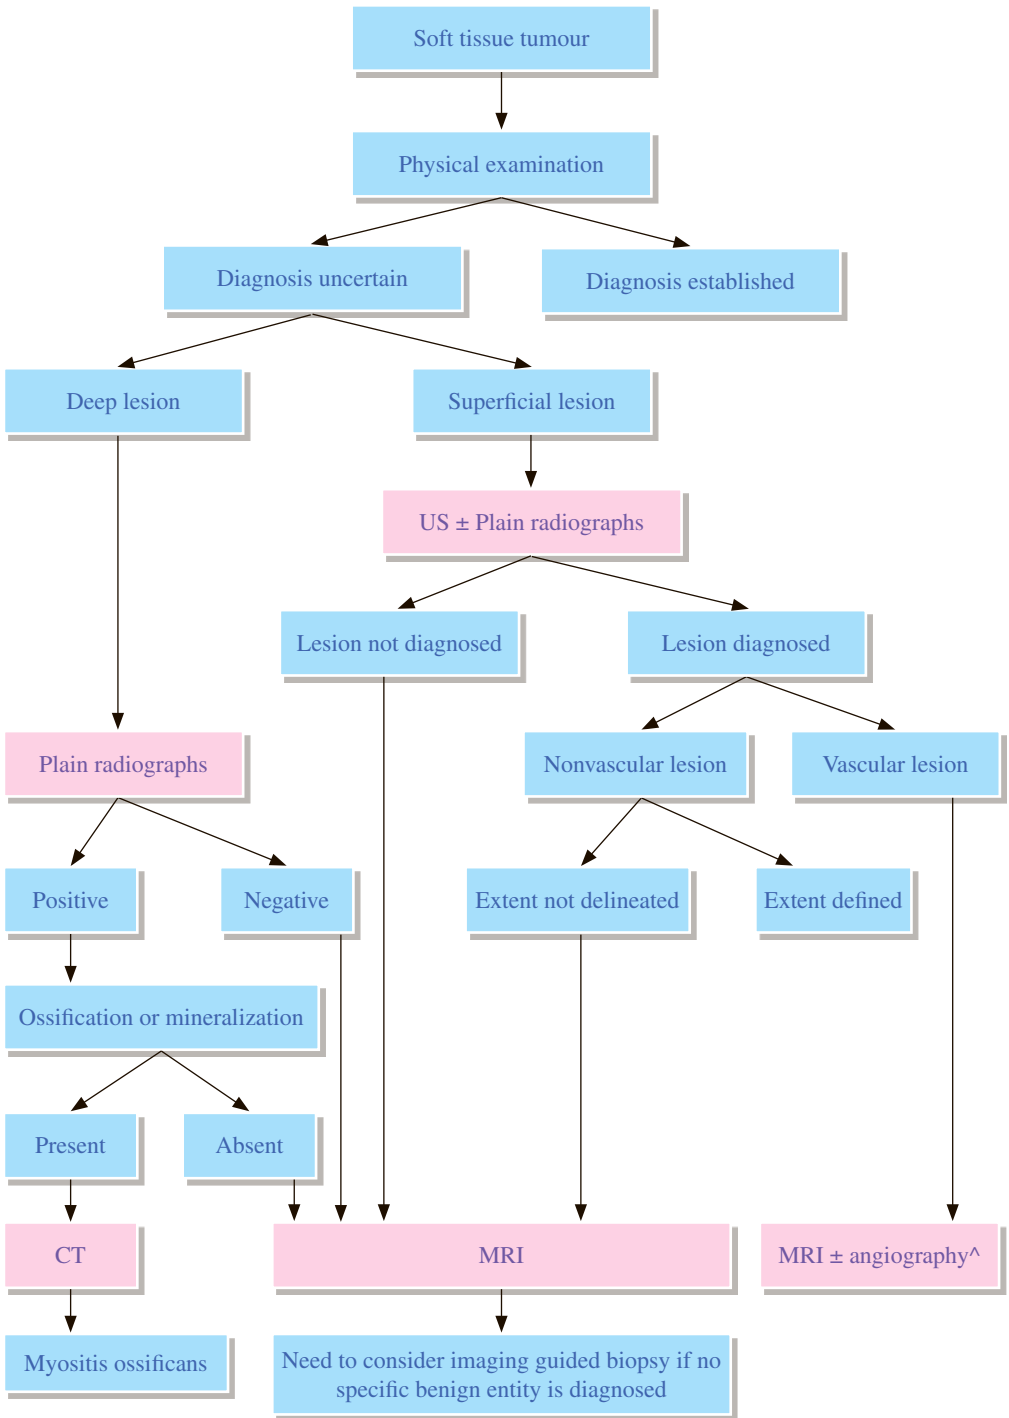 Soft tissue tumour
Physical examination
Diagnosis uncertain
Diagnosis established
Deep lesion
Superficial lesion
US ± Plain radiographs
Lesion not diagnosed
Lesion diagnosed
Plain radiographs
Nonvascular lesion
Vascular lesion
Positive
Negative
Extent not delineated
Extent defined
Ossification or mineralization
Present
Absent
CT
MRI
MRI ± angiography^
Myositis ossificans
Need to consider imaging guided biopsy if no
specific benign entity is diagnosed